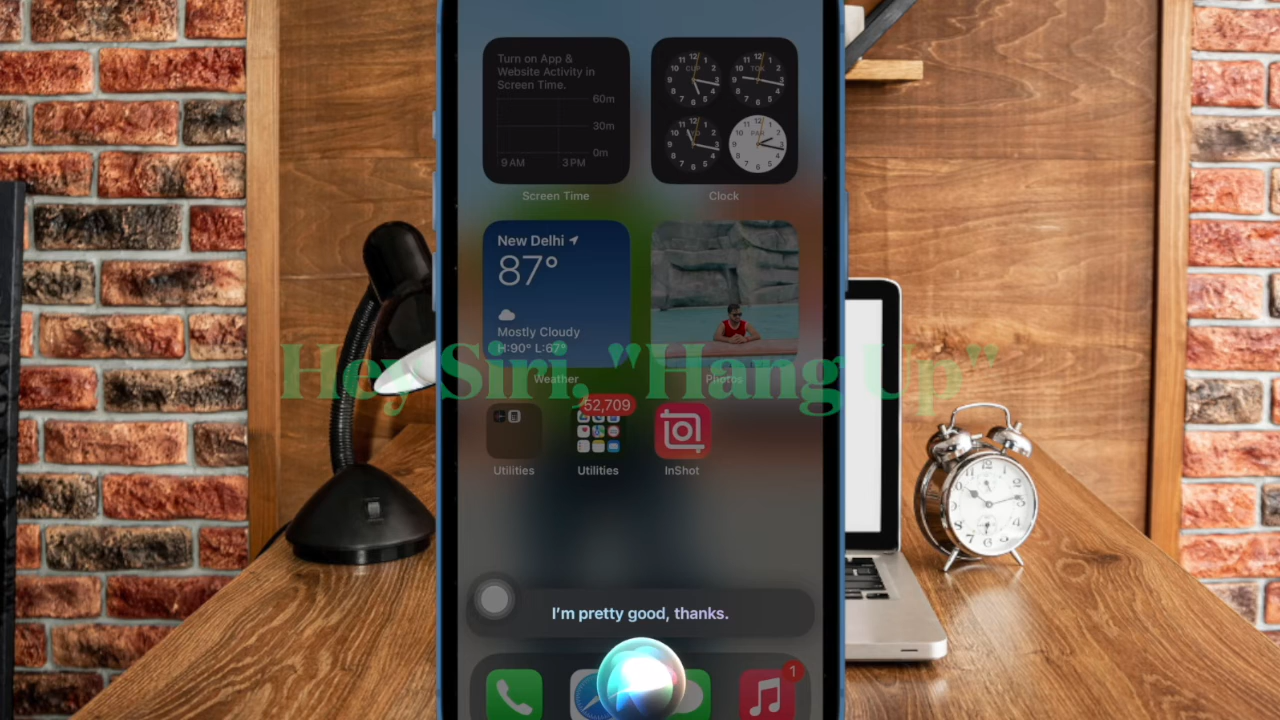 Turn on App &
Website Activity in
Screen Time.
60m
30m
0m
9 AM
3 PM
Screen Time
Clock
New Delhi
87°
Mostly Cloudy
H:90° L:67°
Weather
Photos
Hey Siri, "Hang Up"
52,709
Utilities
Utilities
InShot
I'm pretty good, thanks.
1